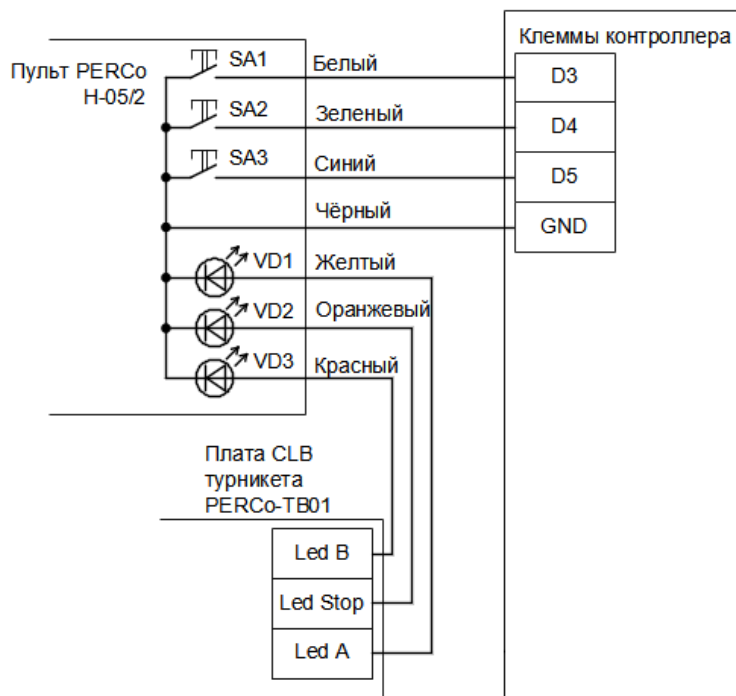 Клеммы контроллера
Пульт PERCo
H-05/2
SA1
Белый
D3
SA2
Зеленый
D4
SA3
Синий
D5
Чёрный
GND
VD1
Желтый
VD2
Оранжевый
VD3
Красный
Плата CLB
турникета
PERCo-TB01
Led B
Led Stop
Led A